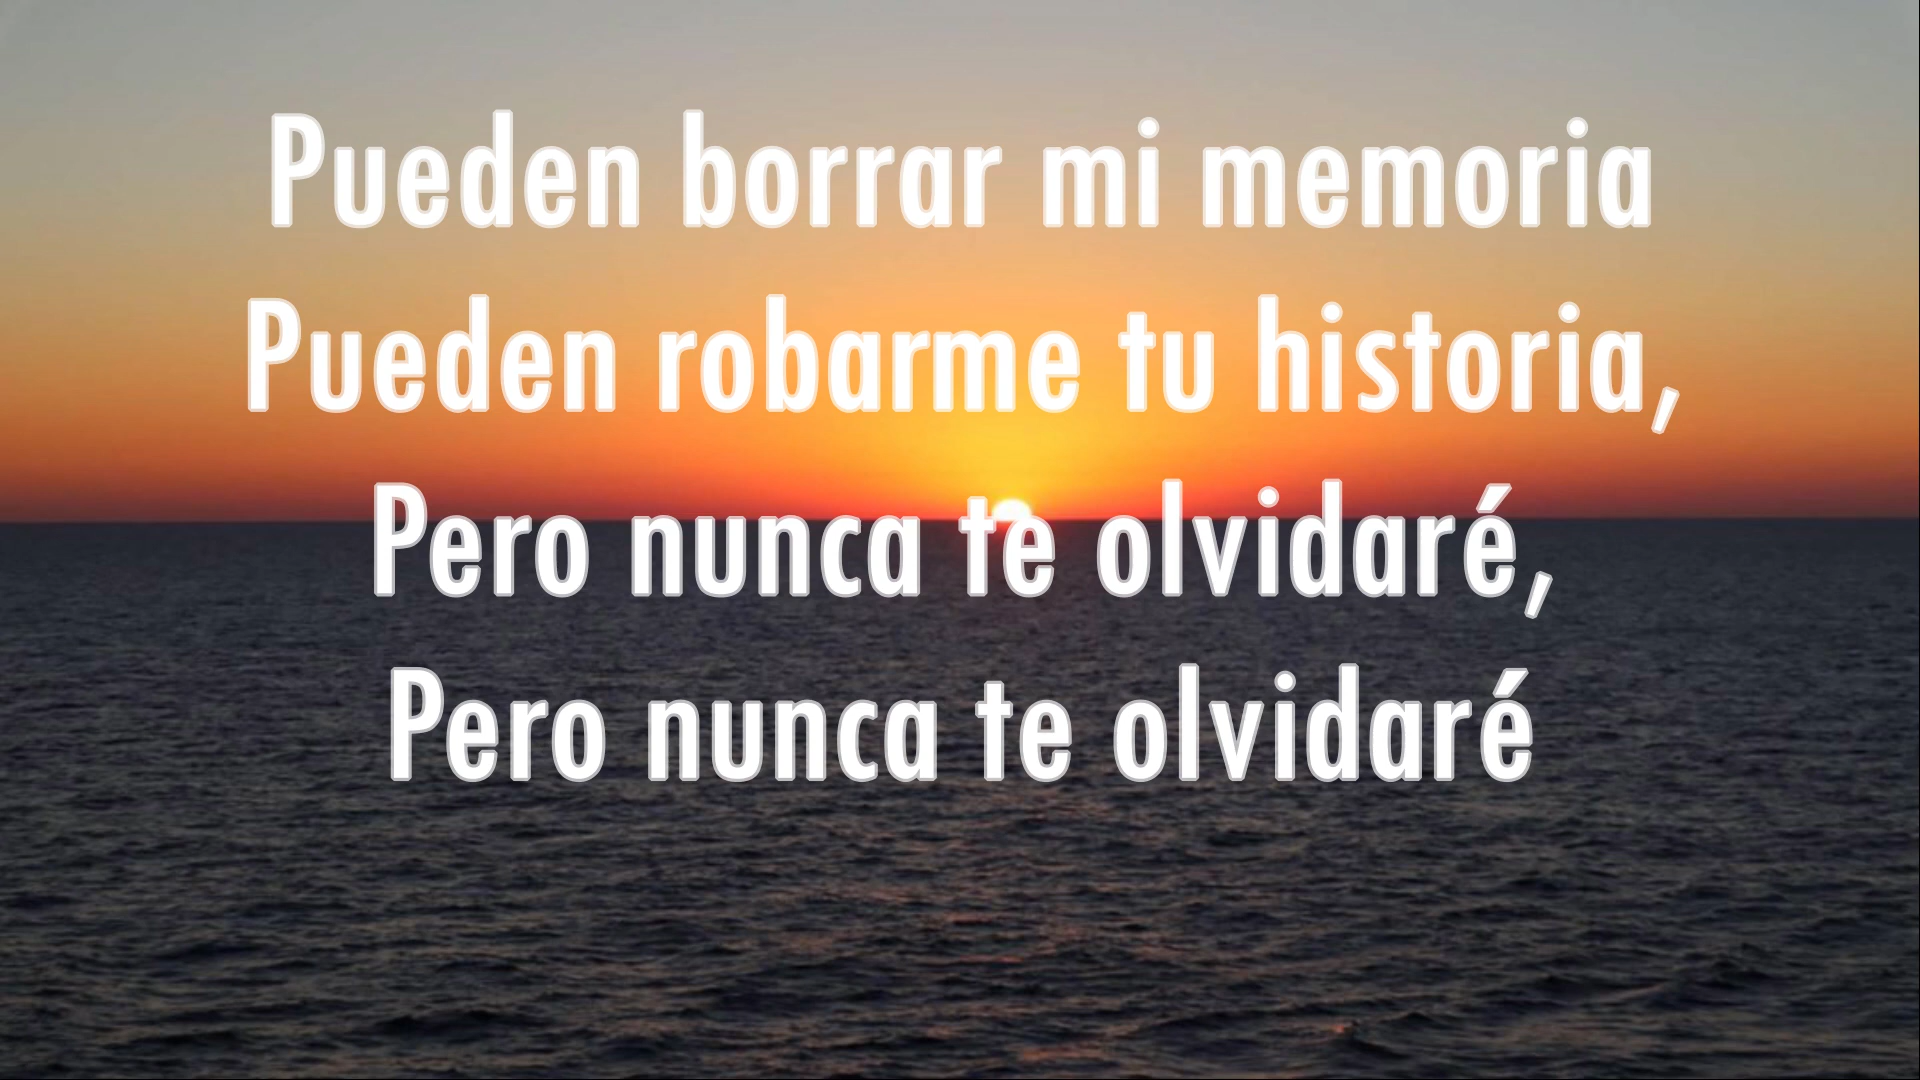 Pueden borrar mi memoria
Pueden robarme tu historia,
Pero nunca te olvidaré,
Pero nunca te olvidaré